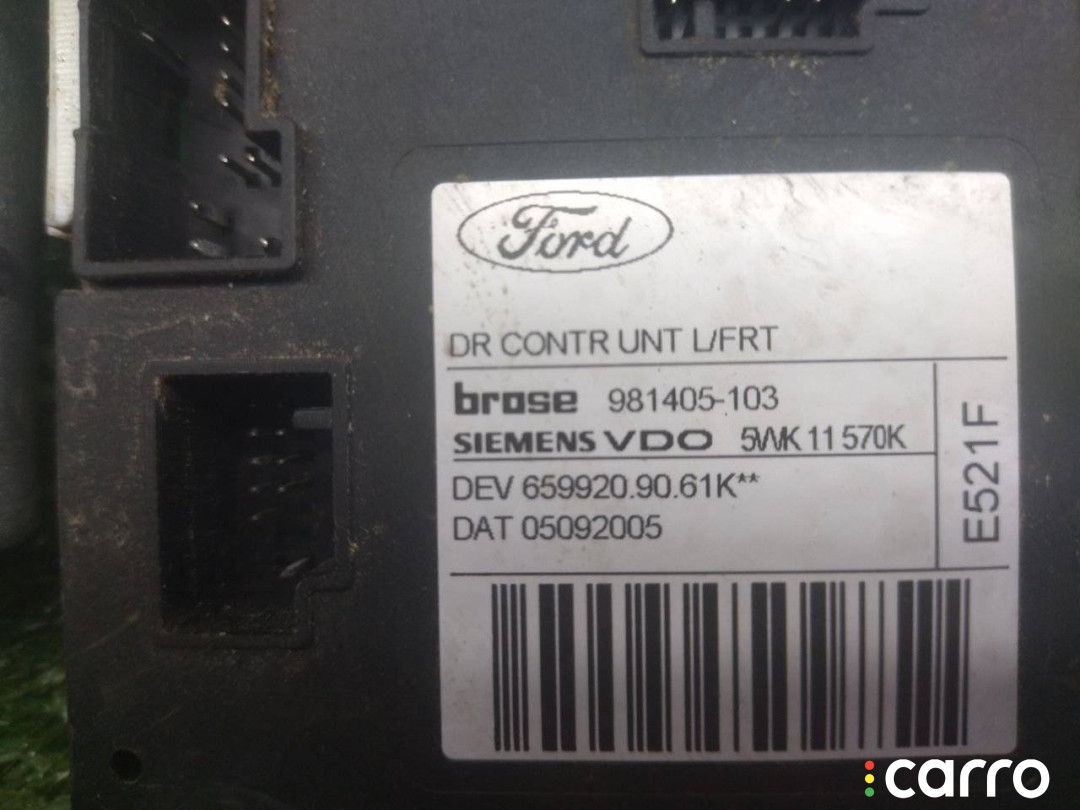 Ford
DR CONTR UNT L/FRT
brose 981405-103
SIEMENS VDO 5WK 11 570K
DEV 659920.90.61K**
DAT 05092005
E521F
carro